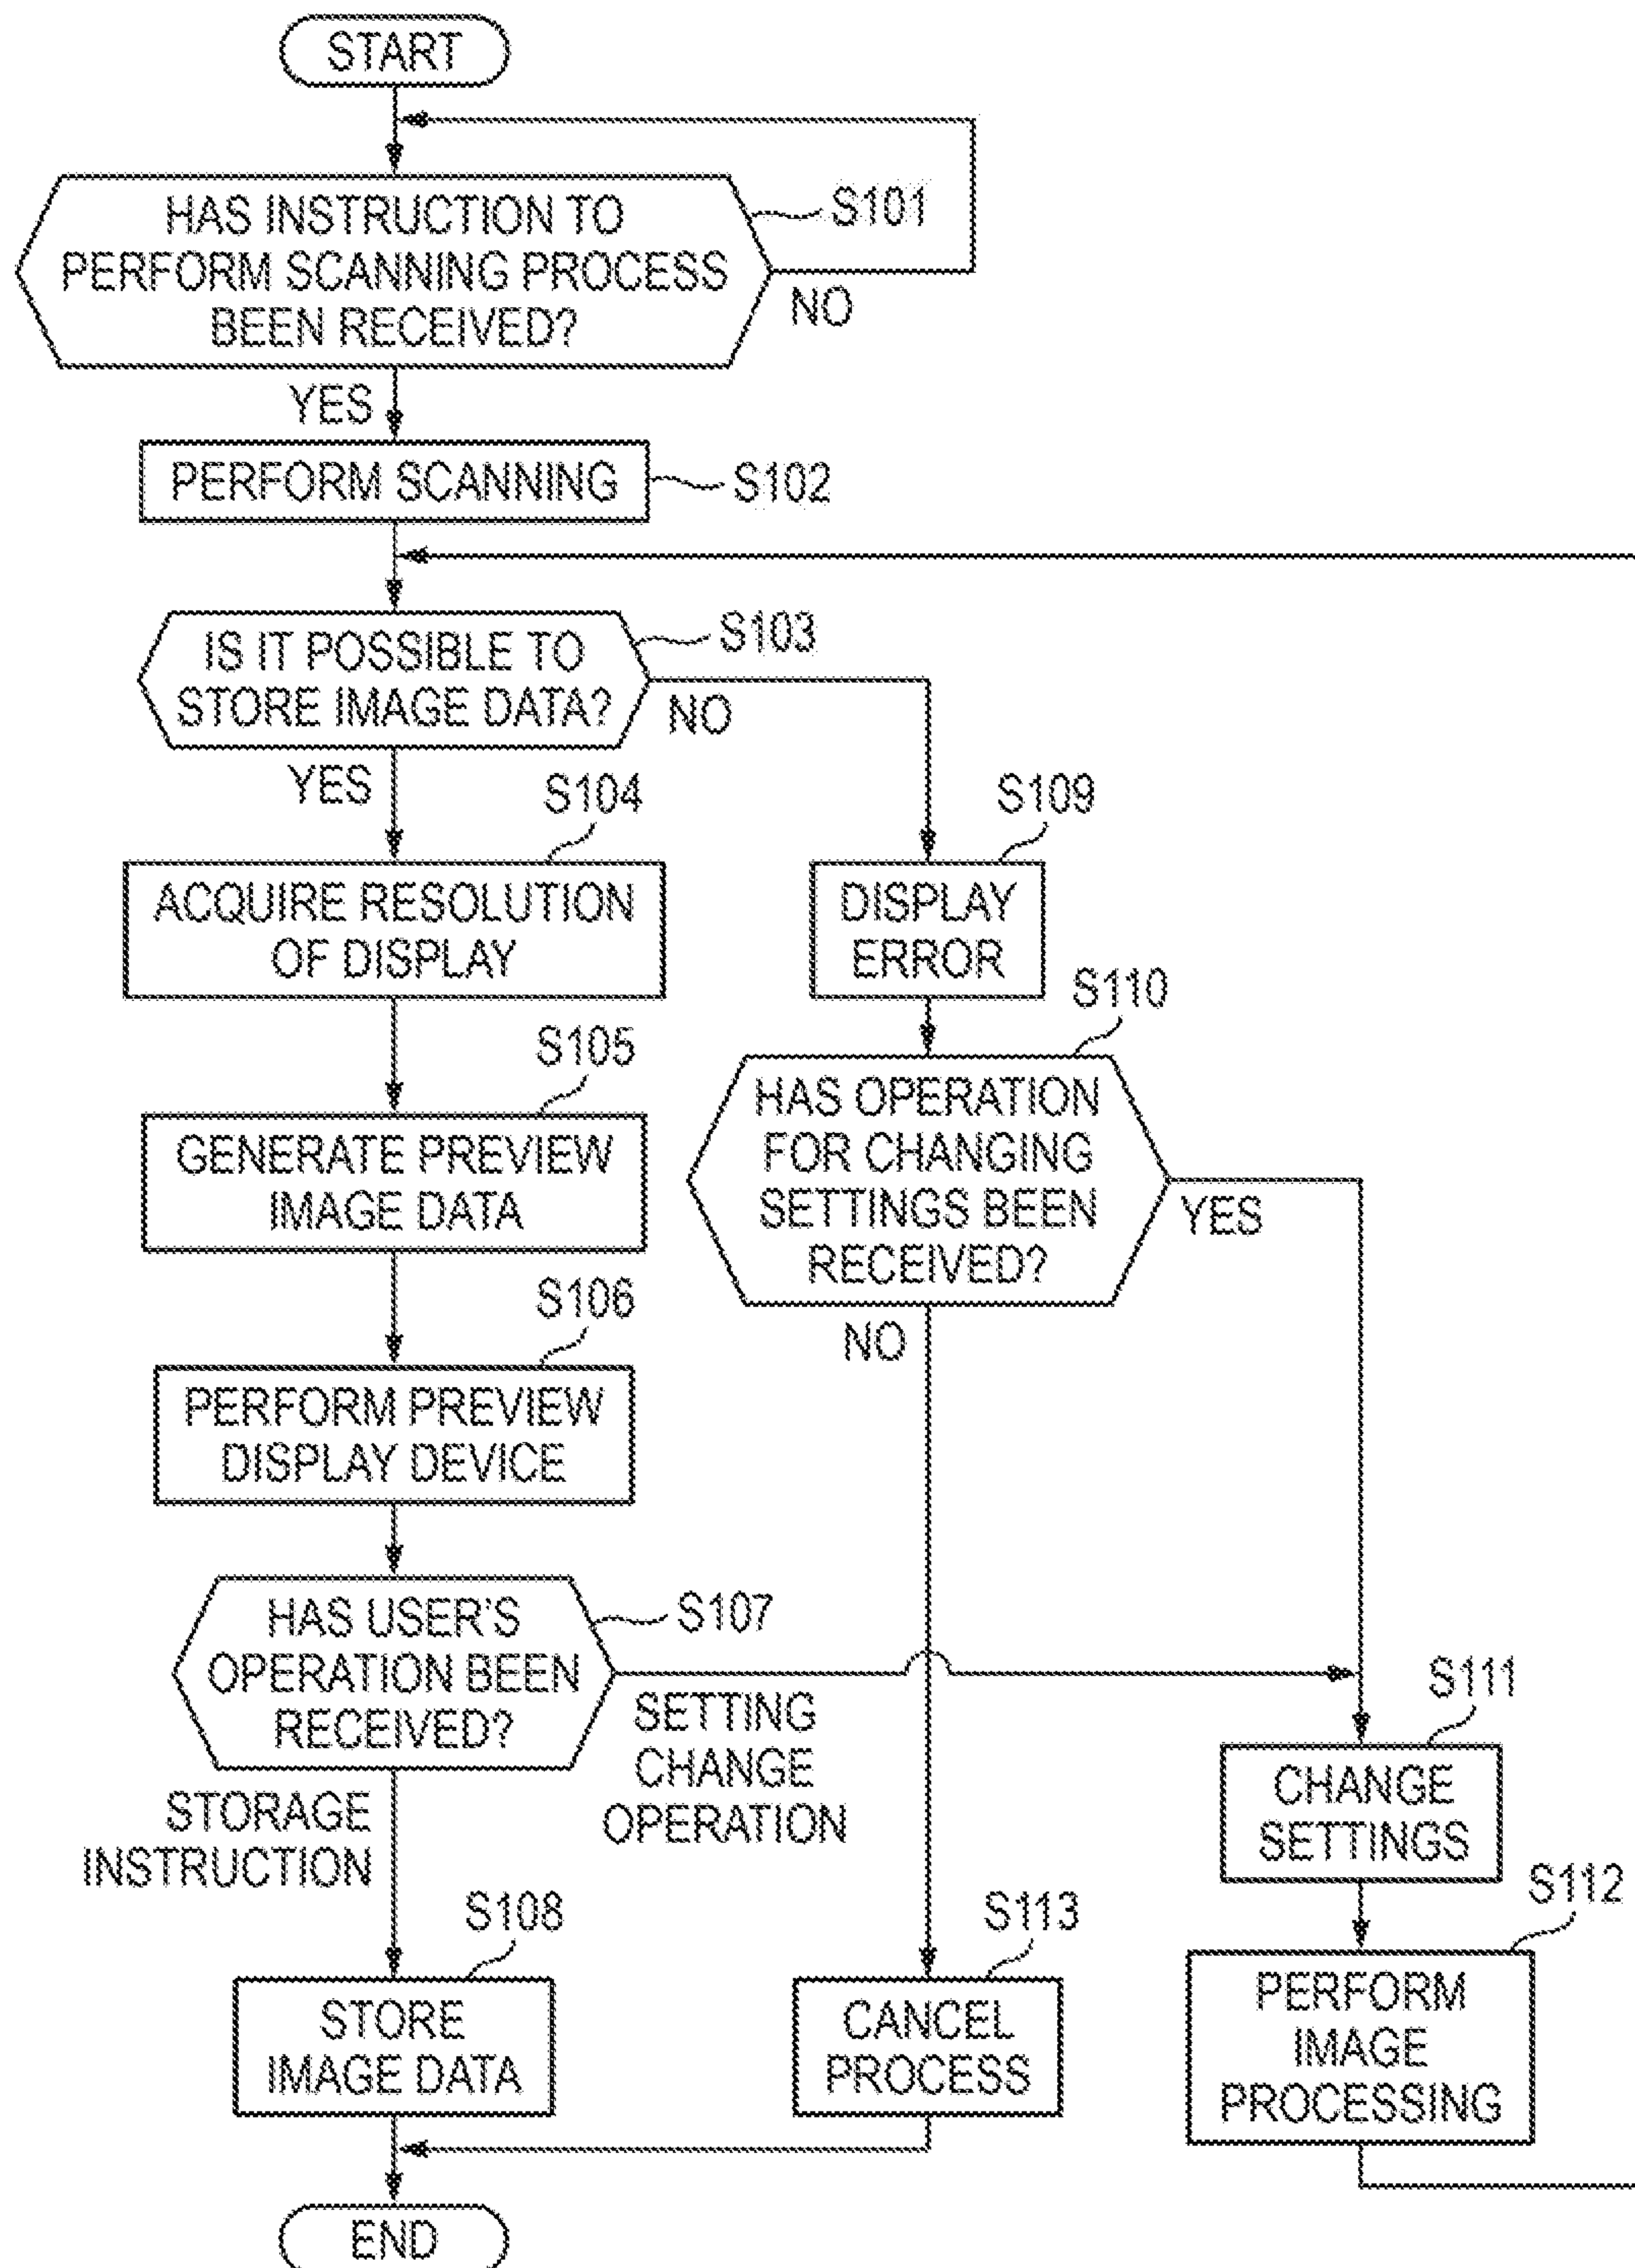 START
HAS INSTRUCTION TO
PERFORM SCANNING PROCESS
BEEN RECEIVED?
S101
NO
YES
PERFORM SCANNING
S102
IS IT POSSIBLE TO
STORE IMAGE DATA?
S103
NO
YES
S104
ACQUIRE RESOLUTION
OF DISPLAY
S109
DISPLAY
ERROR
S105
GENERATE PREVIEW
IMAGE DATA
S110
HAS OPERATION
FOR CHANGING
SETTINGS BEEN
RECEIVED?
YES
NO
S106
PERFORM PREVIEW
DISPLAY DEVICE
HAS USER'S
OPERATION BEEN
RECEIVED?
S107
SETTING
CHANGE
OPERATION
STORAGE
INSTRUCTION
S111
CHANGE
SETTINGS
S108
STORE
IMAGE DATA
S113
CANCEL
PROCESS
S112
PERFORM
IMAGE
PROCESSING
END